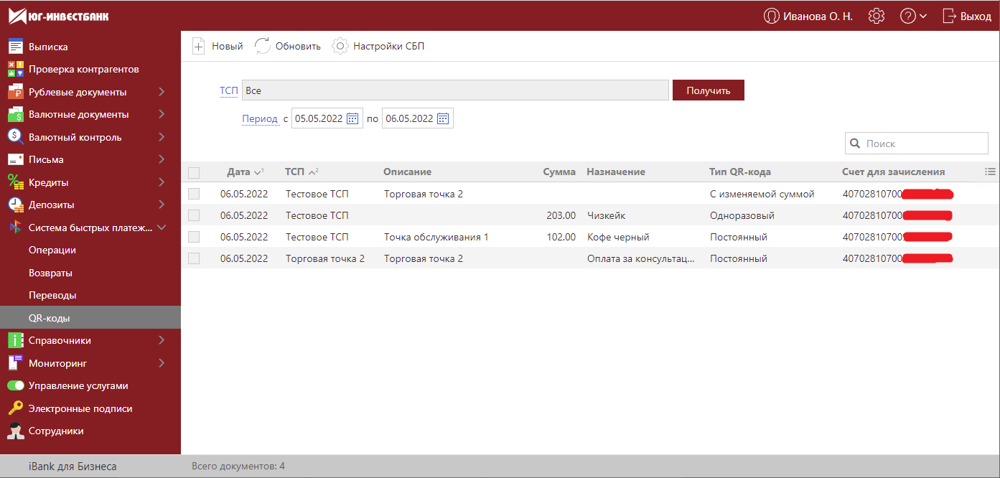 ЮГ-ИНВЕСТБАНК
Иванова О. Н.
Выход
Выписка
Проверка контрагентов
Рублевые документы
Валютные документы
Валютный контроль
Письма
Кредиты
Депозиты
Система быстрых платеж...
Операции
Возвраты
Переводы
QR-коды
Справочники
Мониторинг
Управление услугами
Электронные подписи
Сотрудники
iBank для Бизнеса
Новый Обновить Настройки СБП
ТСП Все Получить
Период с 05.05.2022 по 06.05.2022
Поиск
Дата 1 ТСП 2 Описание Сумма Назначение Тип QR-кода Счет для зачисления
06.05.2022 Тестовое ТСП Торговая точка 2 С изменяемой суммой 40702810700
06.05.2022 Тестовое ТСП 203.00 Чизкейк Одноразовый 40702810700
06.05.2022 Тестовое ТСП Точка обслуживания 1 102.00 Кофе черный Постоянный 40702810700
06.05.2022 Торговая точка 2 Торговая точка 2 Оплата за консультац... Постоянный 40702810700
Всего документов: 4